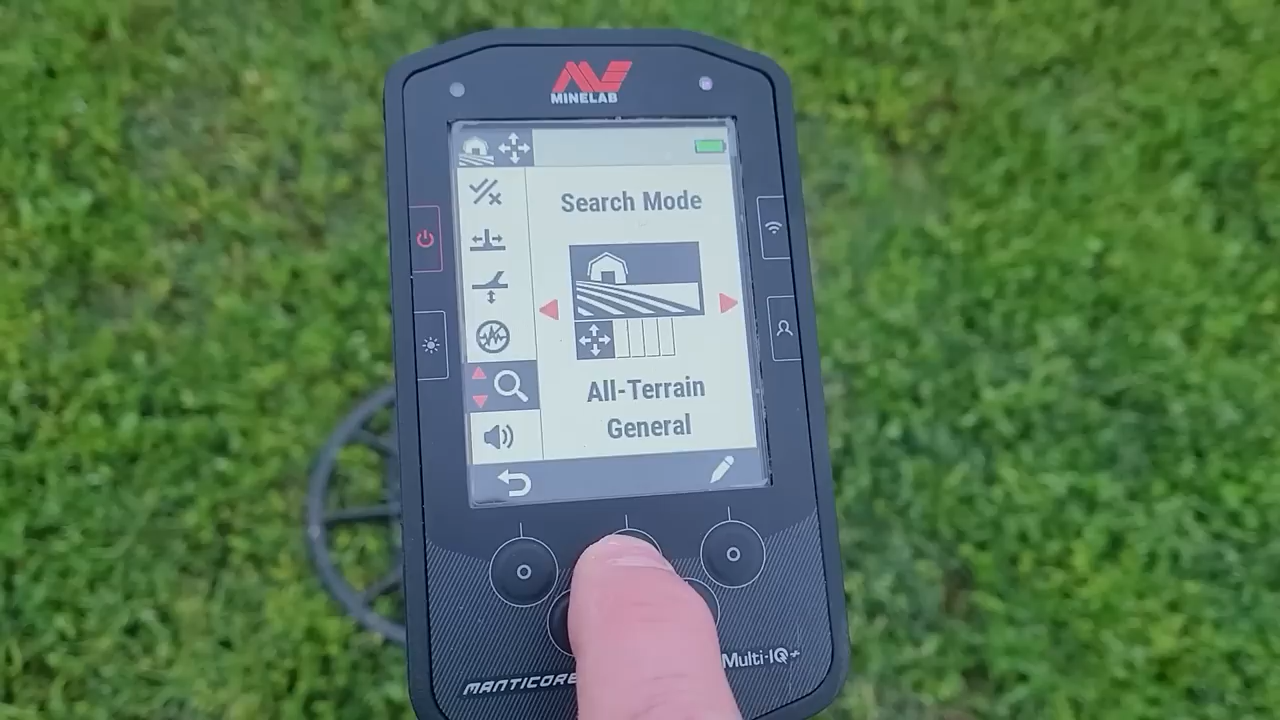 MINELAB
Search Mode
All-Terrain
General
MANTICORE
Multi-IQ+